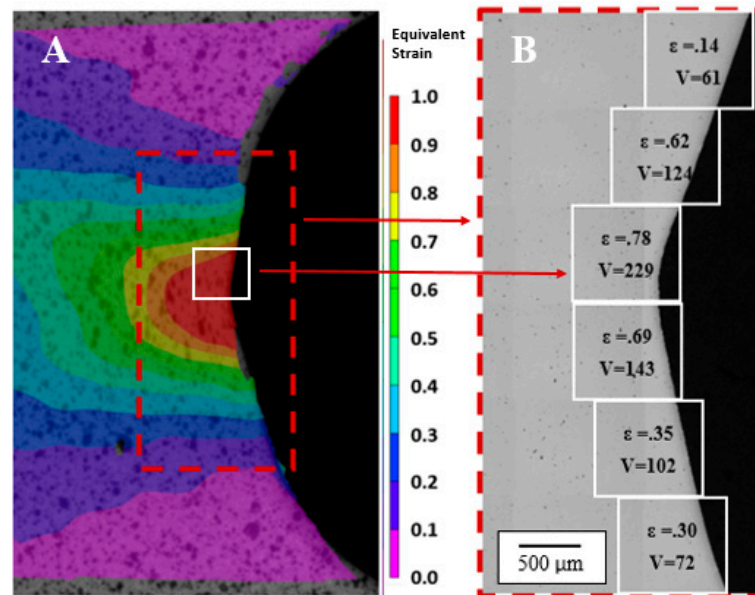 A
Equivalent
Strain
1.0
0.9
0.8
0.7
0.6
0.5
0.4
0.3
0.2
0.1
0.0
B
ε =.14
V=61
ε =.62
V=124
ε =.78
V=229
ε =.69
V=143
ε =.35
V=102
ε =.30
V=72
500 µm